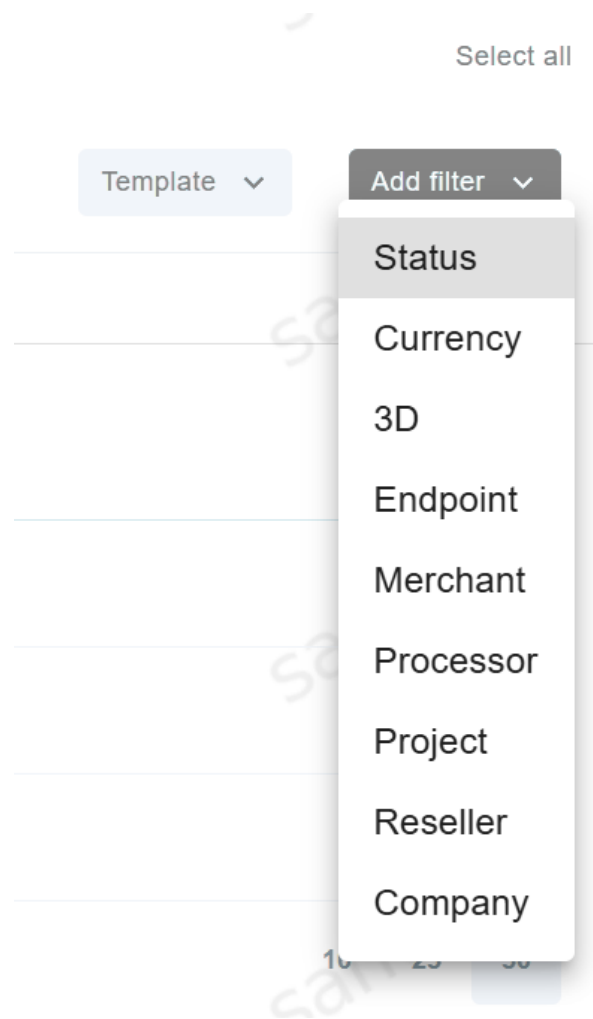 Select all
Template
Add filter
Status
Currency
3D
Endpoint
Merchant
Processor
Project
Reseller
Company